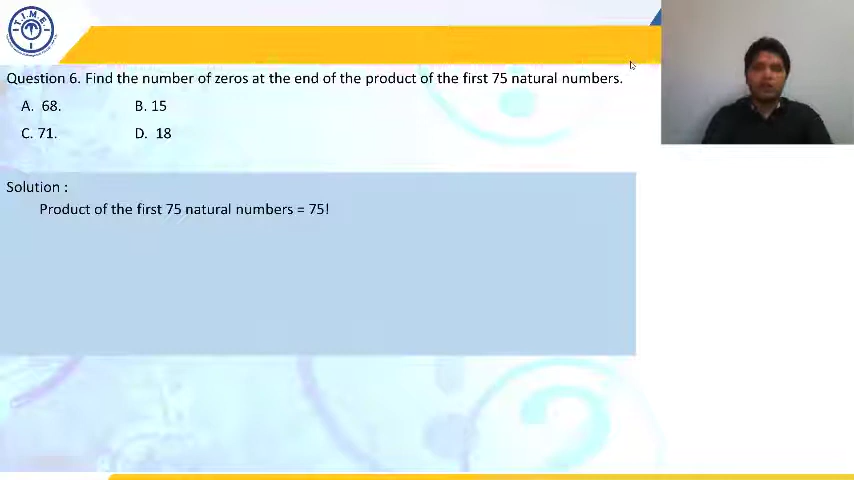 T.I.M.E.
Question 6. Find the number of zeros at the end of the product of the first 75 natural numbers.
A. 68. B. 15
C. 71. D. 18
Solution :
Product of the first 75 natural numbers = 75!